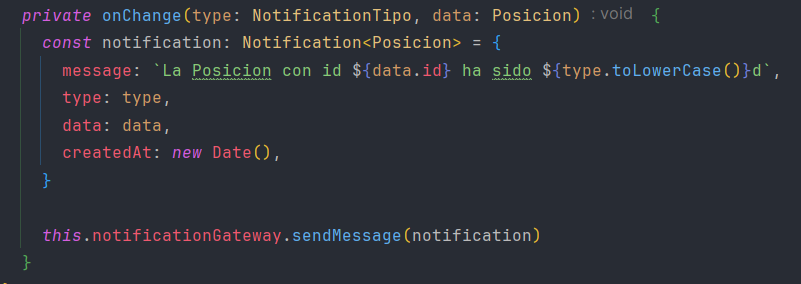 private onChange(type: NotificationTipo, data: Posicion) : void {
  const notification: Notification<Posicion> = {
    message: `La Posicion con id ${data.id} ha sido ${type.toLowerCase()}d`,
    type: type,
    data: data,
    createdAt: new Date(),
  }

  this.notificationGateway.sendMessage(notification)
}